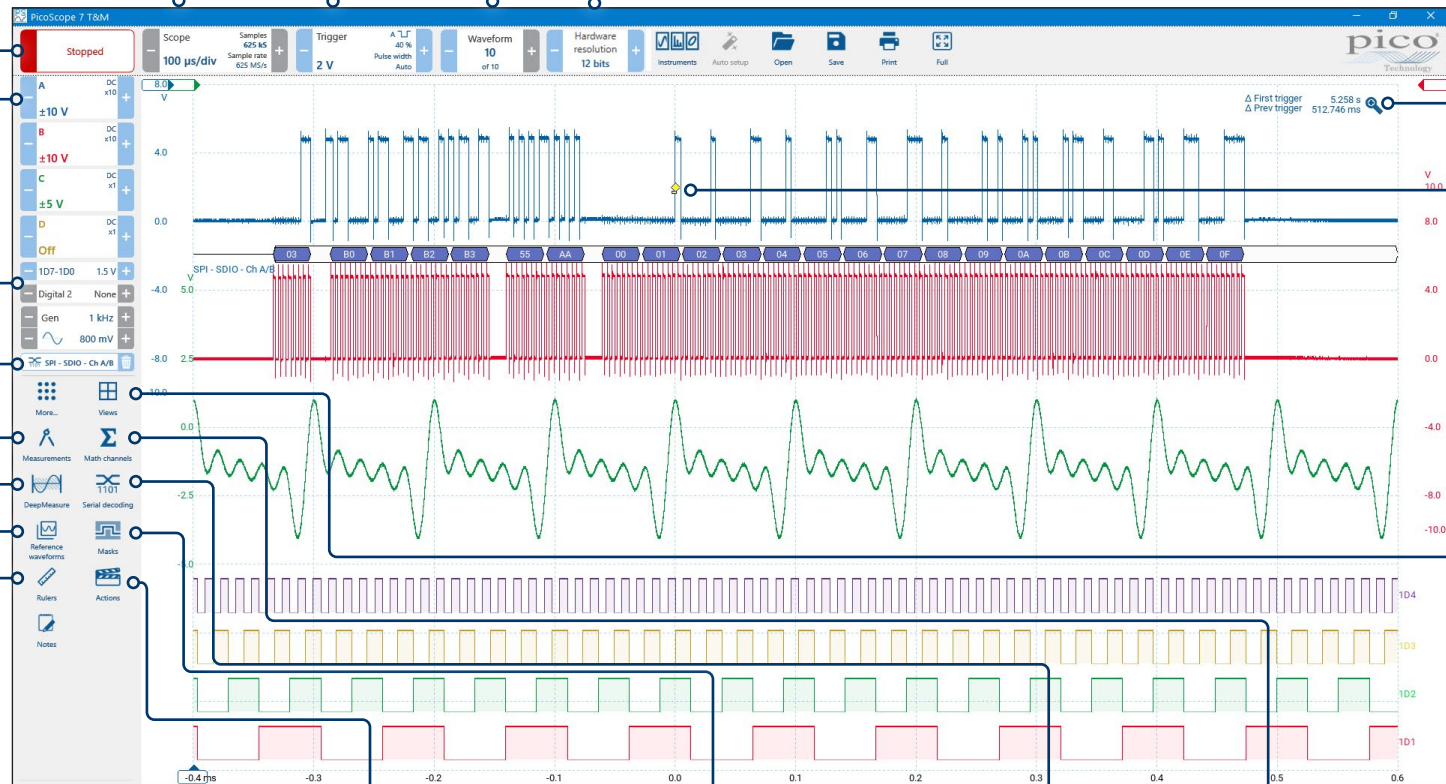 PicoScope 7 T&M
Stopped
Scope
100 µs/div
Samples
625 kS
Sample rate
625 MS/s
Trigger
2 V
A
40 %
Pulse width
Auto
Waveform
10
of 10
Hardware
resolution
12 bits
Instruments
Auto setup
Open
Save
Print
Full
pico
Technology
A
DC
x10
±10 V
B
DC
x10
±10 V
C
DC
x1
±5 V
D
DC
x1
Off
1D7-1D0 1.5 V
Digital 2 None
Gen 1 kHz
800 mV
SPI - SDIO - Ch A/B
More...
Views
Measurements
Math channels
DeepMeasure
1101
Serial decoding
Reference
waveforms
Masks
Rulers
Actions
Notes
8.0
V
4.0
0.0
-4.0
-8.0
-10.0
V
5.0
2.5
0.0
-2.5
-5.0
Δ First trigger 5.258 s
Δ Prev trigger 512.746 ms
SPI - SDIO - Ch A/B
03 B0 B1 B2 B3 55 AA 00 01 02 03 04 05 06 07 08 09 0A 0B 0C 0D 0E 0F
V
10.0
8.0
4.0
0.0
-4.0
-8.0
-10.0
1D4
1D3
1D2
1D1
-0.4 ms -0.3 -0.2 -0.1 0.0 0.1 0.2 0.3 0.4 0.5 0.6